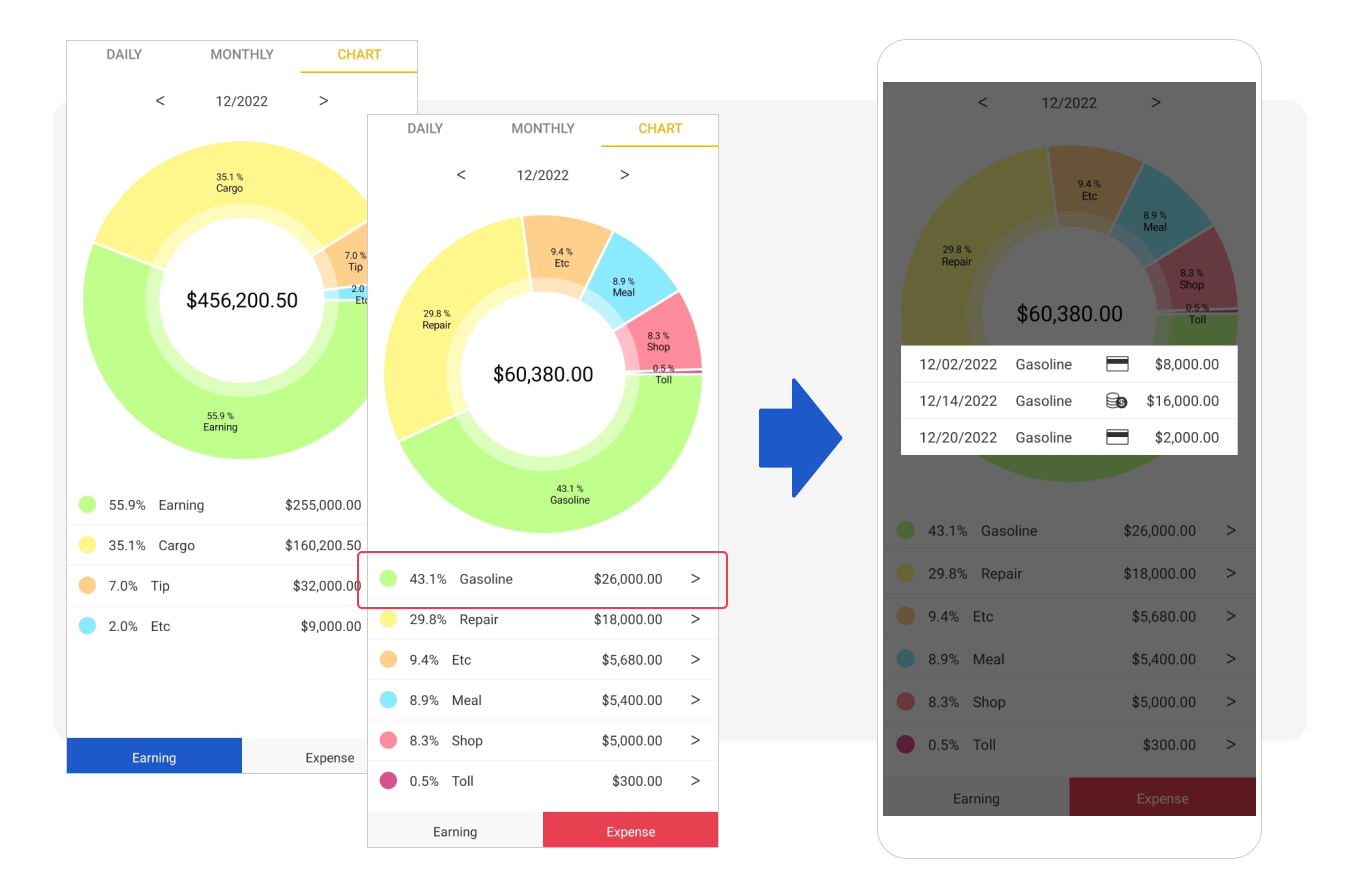 DAILY MONTHLY CHART
< 12/2022 >
35.1 %
Cargo
7.0 %
Tip
2.0
Etc
$456,200.50
55.9 %
Earning
55.9% Earning $255,000.00
35.1% Cargo $160,200.50
7.0% Tip $32,000.00
2.0% Etc $9,000.00
Earning Expense
DAILY MONTHLY CHART
< 12/2022 >
9.4 %
Etc
8.9 %
Meal
29.8 %
Repair
8.3 %
Shop
0.5 %
Toll
$60,380.00
43.1 %
Gasoline
43.1% Gasoline $26,000.00 >
29.8% Repair $18,000.00 >
9.4% Etc $5,680.00 >
8.9% Meal $5,400.00 >
8.3% Shop $5,000.00 >
0.5% Toll $300.00 >
Earning Expense
< 12/2022 >
9.4 %
Etc
8.9 %
Meal
29.8 %
Repair
8.3 %
Shop
0.5 %
Toll
$60,380.00
12/02/2022 Gasoline $8,000.00
12/14/2022 Gasoline $16,000.00
12/20/2022 Gasoline $2,000.00
43.1% Gasoline $26,000.00 >
29.8% Repair $18,000.00 >
9.4% Etc $5,680.00 >
8.9% Meal $5,400.00 >
8.3% Shop $5,000.00 >
0.5% Toll $300.00 >
Earning Expense